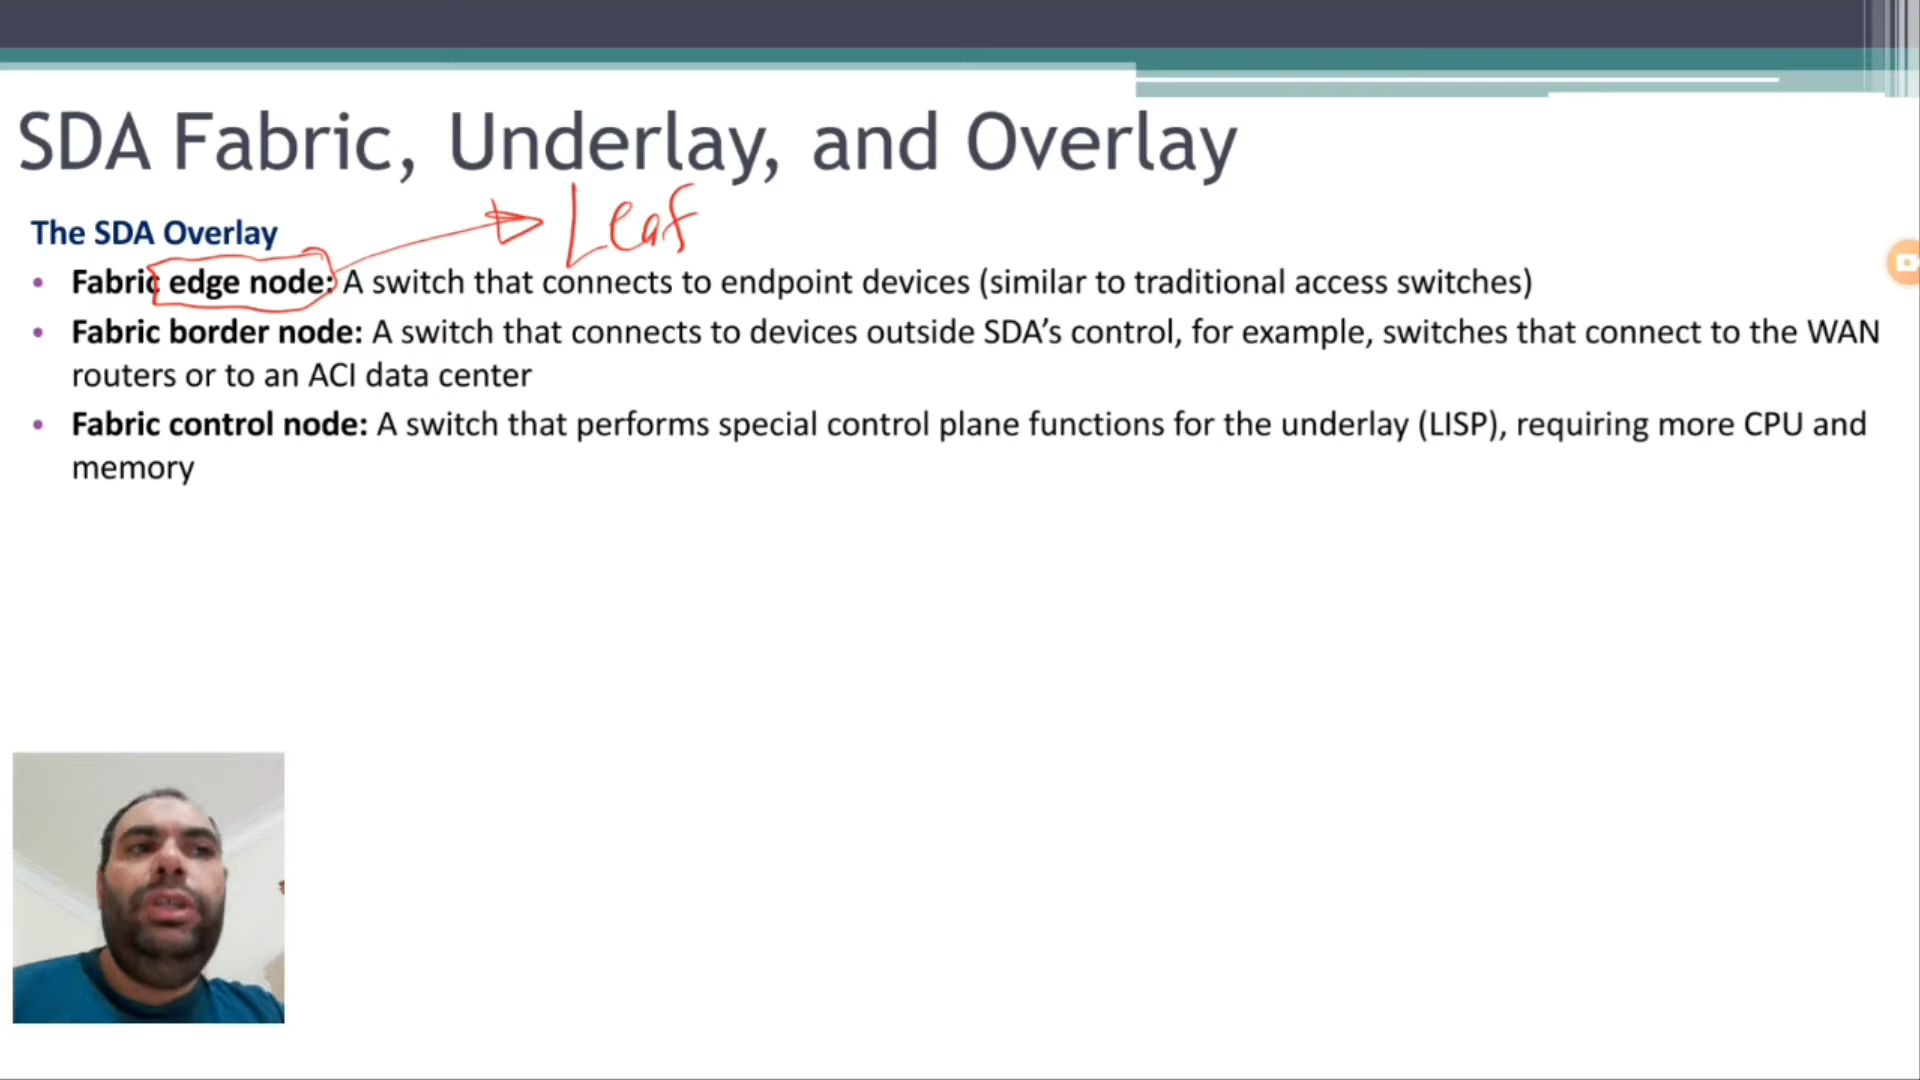 SDA Fabric, Underlay, and Overlay
Leaf
The SDA Overlay
• Fabric edge node: A switch that connects to endpoint devices (similar to traditional access switches)
• Fabric border node: A switch that connects to devices outside SDA’s control, for example, switches that connect to the WAN
routers or to an ACI data center
• Fabric control node: A switch that performs special control plane functions for the underlay (LISP), requiring more CPU and
memory